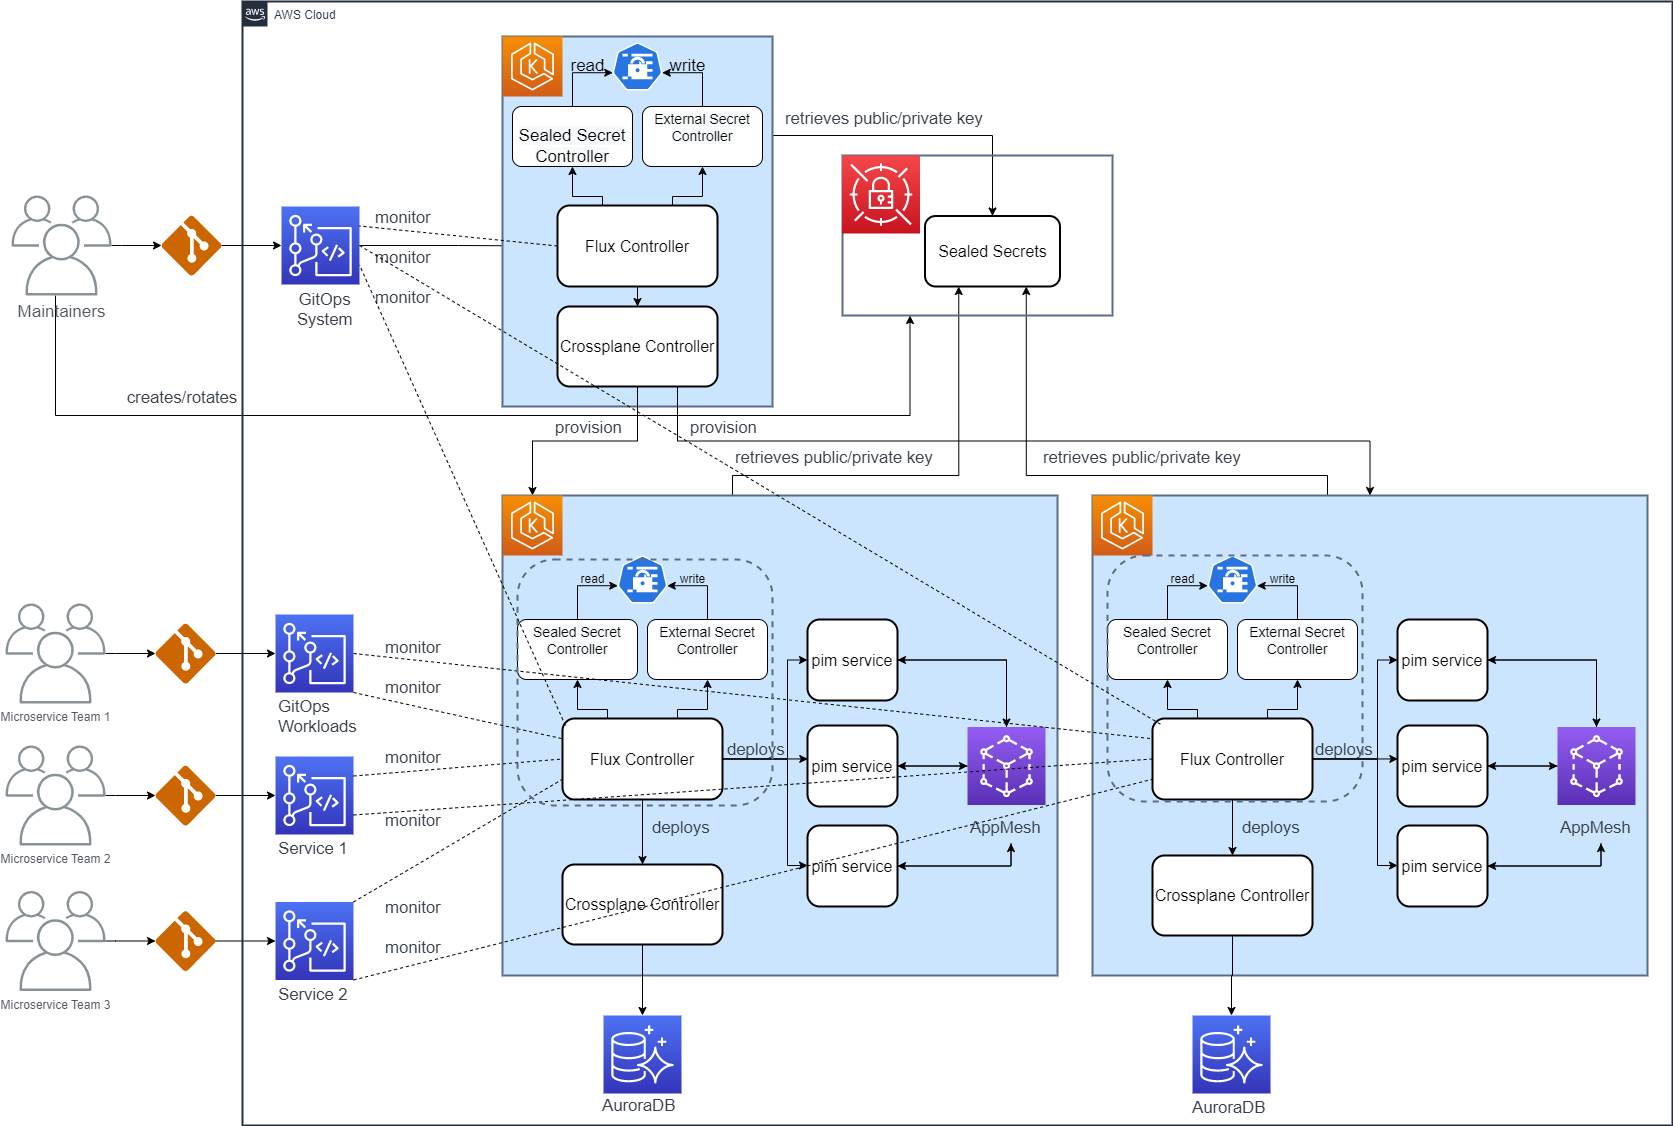 aws
AWS Cloud
K
read
write
Sealed Secret
Controller
External Secret
Controller
retrieves public/private key
Sealed Secrets
monitor
monitor
monitor
Flux Controller
</>
GitOps
System
Maintainers
Crossplane Controller
creates/rotates
provision
provision
retrieves public/private key
retrieves public/private key
K
read
write
Sealed Secret
Controller
External Secret
Controller
K
read
write
Sealed Secret
Controller
External Secret
Controller
Microservice Team 1
</>
GitOps
Workloads
monitor
monitor
pim service
pim service
Flux Controller
deploys
pim service
AppMesh
Flux Controller
deploys
pim service
AppMesh
Microservice Team 2
</>
Service 1
monitor
monitor
deploys
pim service
deploys
pim service
Crossplane Controller
Crossplane Controller
Microservice Team 3
</>
Service 2
monitor
monitor
AuroraDB
AuroraDB